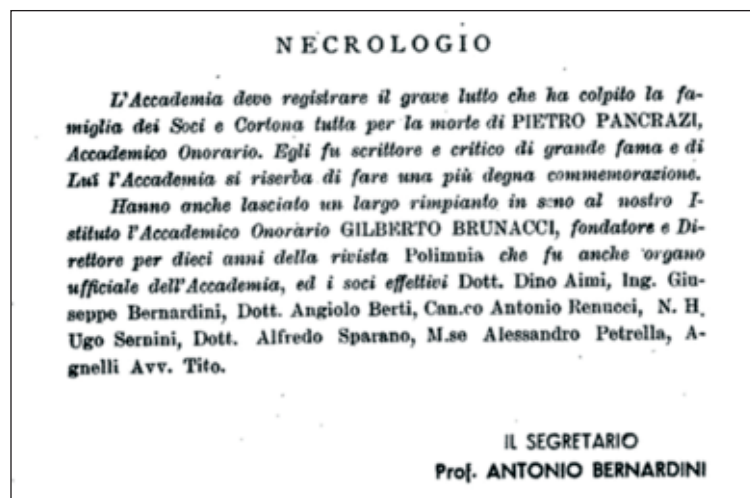 NECROLOGIO
L'Accademia deve registrare il grave lutto che ha colpito la fa-
miglia dei Soci e Cortona tutta per la morte di PIETRO PANCRAZI,
Accademico Onorario. Egli fu scrittore e critico di grande fama e di
Lui l'Accademia si riserba di fare una più degna commemorazione.
Hanno anche lasciato un largo rimpianto in seno al nostro I-
stituto l'Accademico Onorario GILBERTO BRUNACCI, fondatore e Di-
rettore per dieci anni della rivista Polimnia che fu anche organo
ufficiale dell'Accademia, ed i soci effettivi Dott. Dino Aimi, Ing. Giu-
seppe Bernardini, Dott. Angiolo Berti, Can.co Antonio Renucci, N. H.
Ugo Sernini, Dott. Alfredo Sparano, M.se Alessandro Petrella, A-
gnelli Avv. Tito.
IL SEGRETARIO
Prof. ANTONIO BERNARDINI